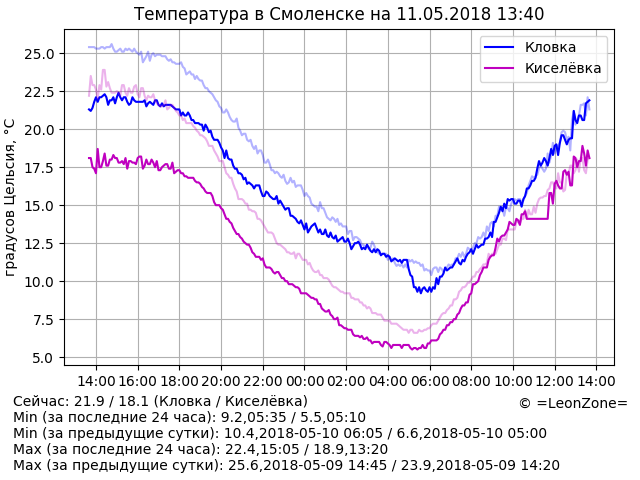 Температура в Смоленске на 11.05.2018 13:40
25.0
22.5
20.0
17.5
15.0
12.5
10.0
7.5
5.0
градусов Цельсия, °C
Кловка
Киселёвка
14:00 16:00 18:00 20:00 22:00 00:00 02:00 04:00 06:00 08:00 10:00 12:00 14:00
Сейчас: 21.9 / 18.1 (Кловка / Киселёвка)
© =LeonZone=
Min (за последние 24 часа): 9.2,05:35 / 5.5,05:10
Min (за предыдущие сутки): 10.4,2018-05-10 06:05 / 6.6,2018-05-10 05:00
Max (за последние 24 часа): 22.4,15:05 / 18.9,13:20
Max (за предыдущие сутки): 25.6,2018-05-09 14:45 / 23.9,2018-05-09 14:20